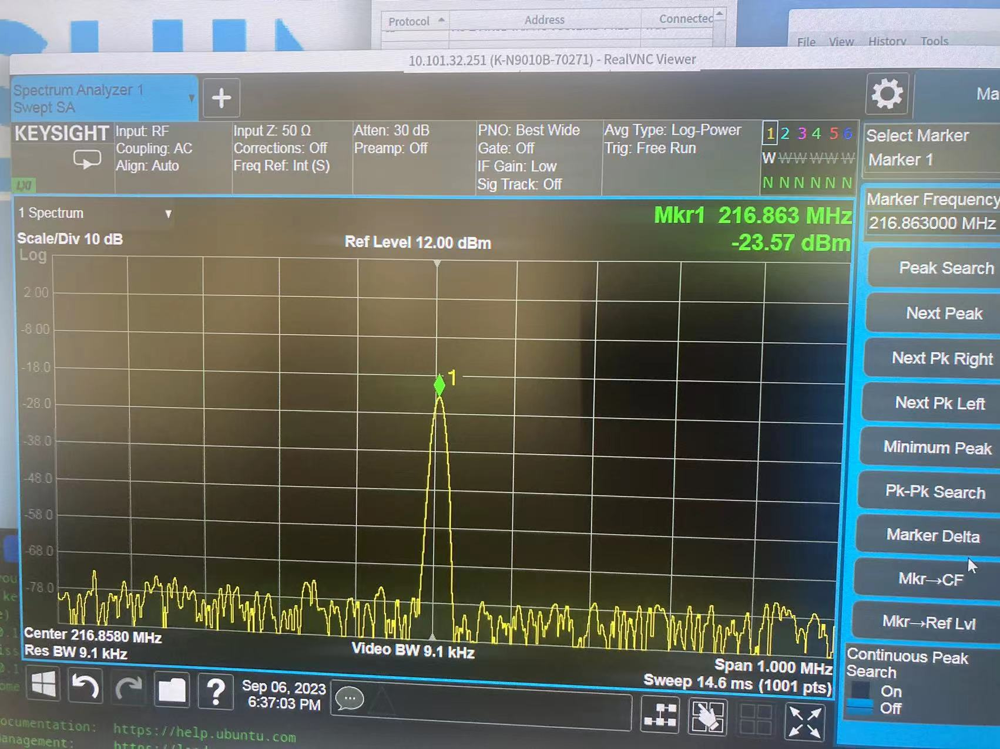 Protocol Address Connected
File View History Tools
10.101.32.251 (K-N9010B-70271) - RealVNC Viewer
Spectrum Analyzer 1
Swept SA
+
Ma
KEYSIGHT
LXI
Input: RF
Coupling: AC
Align: Auto
Input Z: 50 Ω
Corrections: Off
Freq Ref: Int (S)
Atten: 30 dB
Preamp: Off
PNO: Best Wide
Gate: Off
IF Gain: Low
Sig Track: Off
Avg Type: Log-Power
Trig: Free Run
1 2 3 4 5 6
W W W W W W
N N N N N N
Select Marker
Marker 1
1 Spectrum
Scale/Div 10 dB
Log
Ref Level 12.00 dBm
Mkr1 216.863 MHz
-23.57 dBm
Marker Frequency
216.863000 MHz
Peak Search
Next Peak
Next Pk Right
Next Pk Left
Minimum Peak
Pk-Pk Search
Marker Delta
Mkr→CF
Mkr→Ref Lvl
Continuous Peak
Search
On
Off
2.00
-8.00
-18.0
-28.0
-38.0
-48.0
-58.0
-68.0
-78.0
1
Center 216.8580 MHz
Res BW 9.1 kHz
Video BW 9.1 kHz
Span 1.000 MHz
Sweep 14.6 ms (1001 pts)
?
Sep 06, 2023
6:37:03 PM
ocumentation: https://help.ubuntu.com
anagement: